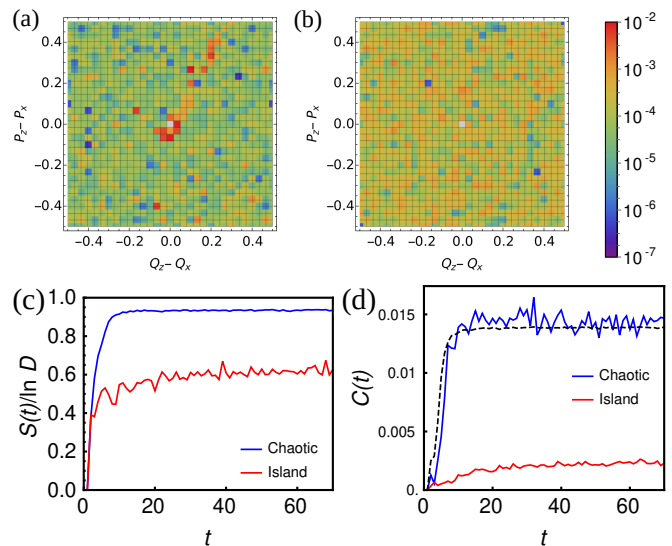 (a)
(b)
P_z− P_x
0.4
0.2
0.0
−0.2
−0.4
−0.4 −0.2 0.0 0.2 0.4
Q_z− Q_x
P_z− P_x
0.4
0.2
0.0
−0.2
−0.4
−0.4 −0.2 0.0 0.2 0.4
Q_z− Q_x
10^-2
10^-3
10^-4
10^-5
10^-6
10^-7
(c)
S(t)/ln D
1.0
0.8
0.6
0.4
0.2
0.0
0 20 40 60
t
Chaotic
Island
(d)
C(t)
0.015
0.01
0.005
0.
0 20 40 60
t
Chaotic
Island